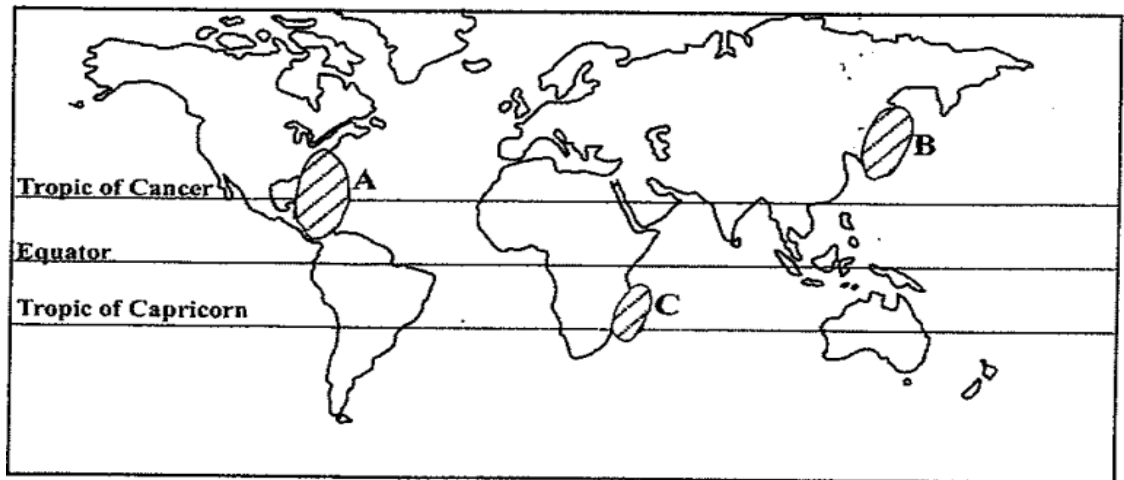 A
B
Tropic of Cancer
Equator
C
Tropic of Capricorn